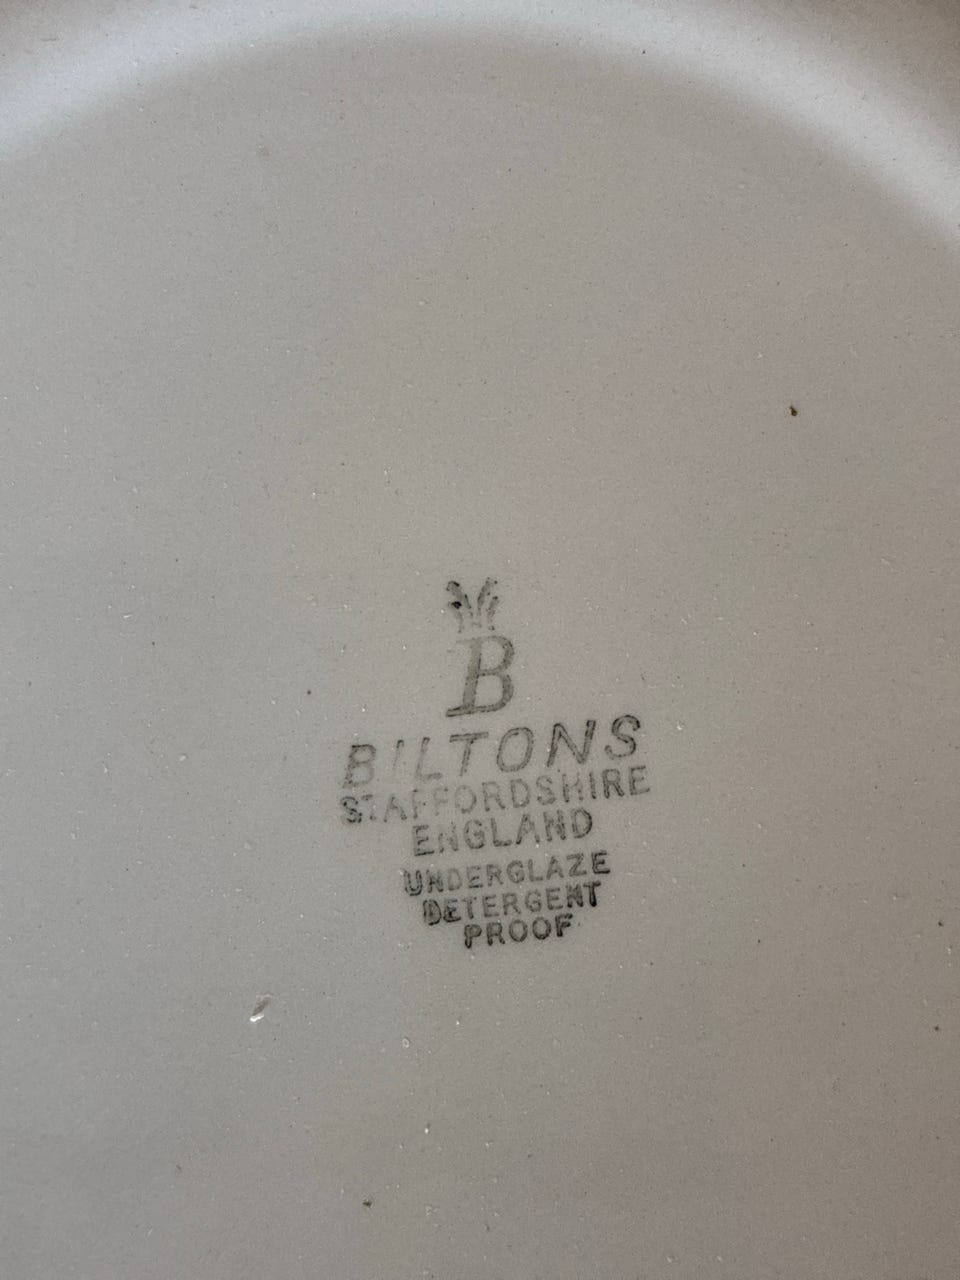 B
BILTONS
STAFFORDSHIRE
ENGLAND
UNDERGLAZE
DETERGENT
PROOF